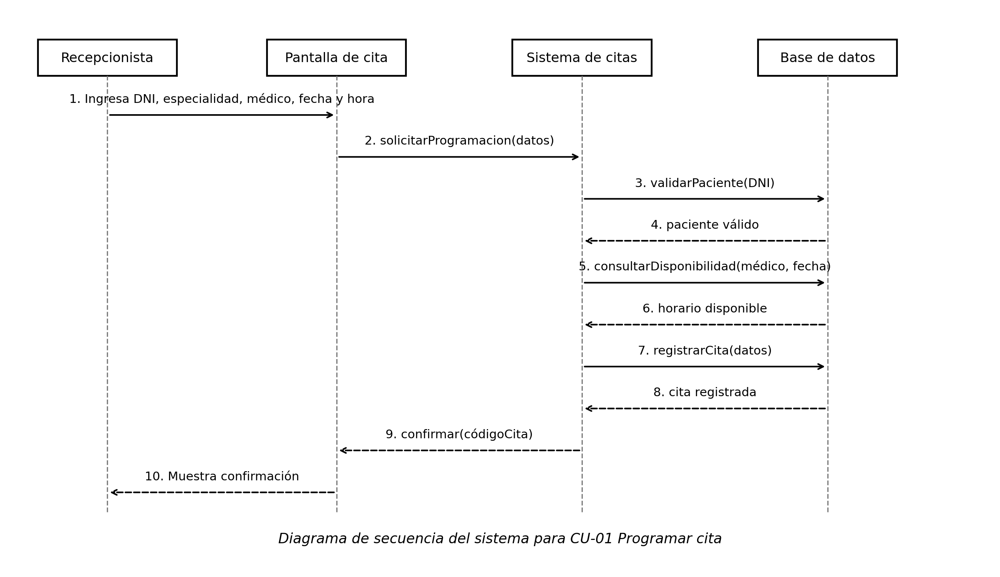 Recepcionista
Pantalla de cita
Sistema de citas
Base de datos
1. Ingresa DNI, especialidad, médico, fecha y hora
2. solicitarProgramacion(datos)
3. validarPaciente(DNI)
4. paciente válido
5. consultarDisponibilidad(médico, fecha)
6. horario disponible
7. registrarCita(datos)
8. cita registrada
9. confirmar(códigoCita)
10. Muestra confirmación
Diagrama de secuencia del sistema para CU-01 Programar cita